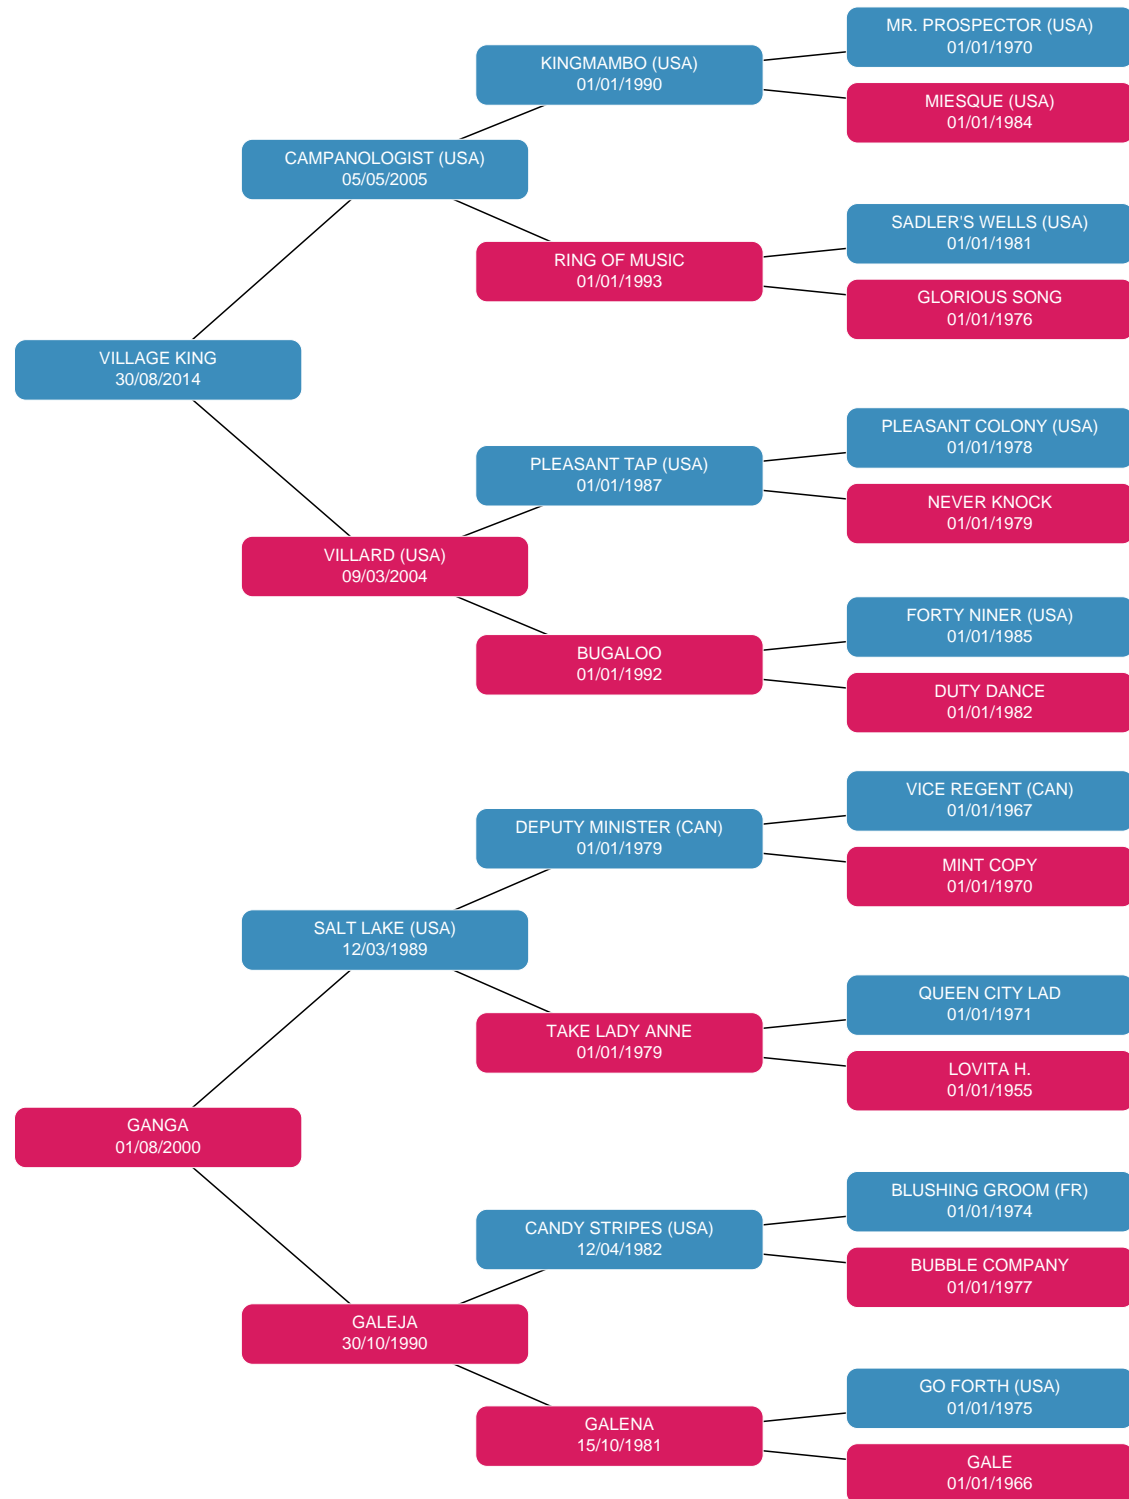 MR. PROSPECTOR (USA)
01/01/1970
KINGMAMBO (USA)
01/01/1990
MIESQUE (USA)
01/01/1984
CAMPANOLOGIST (USA)
05/05/2005
SADLER'S WELLS (USA)
01/01/1981
RING OF MUSIC
01/01/1993
GLORIOUS SONG
01/01/1976
VILLAGE KING
30/08/2014
PLEASANT COLONY (USA)
01/01/1978
PLEASANT TAP (USA)
01/01/1987
NEVER KNOCK
01/01/1979
VILLARD (USA)
09/03/2004
FORTY NINER (USA)
01/01/1985
BUGALOO
01/01/1992
DUTY DANCE
01/01/1982
VICE REGENT (CAN)
01/01/1967
DEPUTY MINISTER (CAN)
01/01/1979
MINT COPY
01/01/1970
SALT LAKE (USA)
12/03/1989
QUEEN CITY LAD
01/01/1971
TAKE LADY ANNE
01/01/1979
LOVITA H.
01/01/1955
GANGA
01/08/2000
BLUSHING GROOM (FR)
01/01/1974
CANDY STRIPES (USA)
12/04/1982
BUBBLE COMPANY
01/01/1977
GALEJA
30/10/1990
GO FORTH (USA)
01/01/1975
GALENA
15/10/1981
GALE
01/01/1966